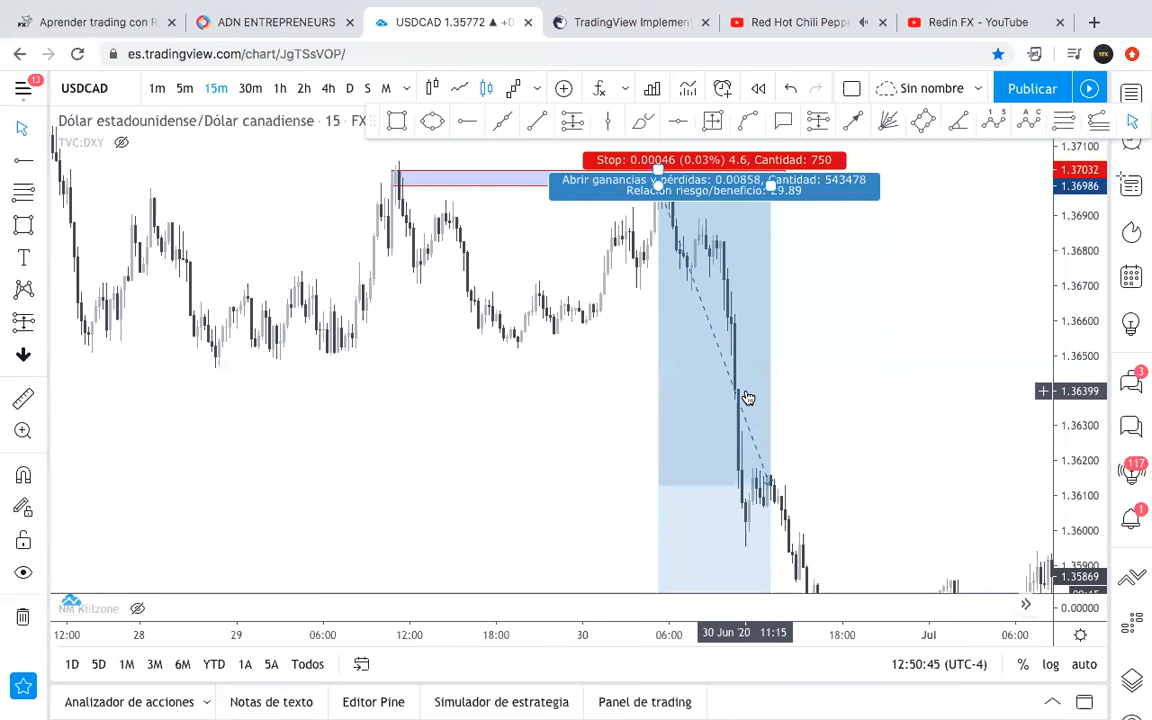 Aprender trading con R
ADN ENTREPRENEURS
USDCAD 1.35772 ▲ +0
TradingView Implement
Red Hot Chili Peppe
Redin FX - YouTube
es.tradingview.com/chart/JgTSsVOP/
13
USDCAD
1m 5m 15m 30m 1h 2h 4h D S M
Sin nombre
Publicar
Dólar estadounidense/Dólar canadiense · 15 · FX
TVC:DXY
Stop: 0.00046 (0.03%) 4.6, Cantidad: 750
Abrir ganancias y pérdidas: 0.00858, Cantidad: 543478
Relación riesgo/beneficio: 29.89
1.37100
1.37032
1.36986
1.36900
1.36800
1.36700
1.36600
1.36500
1.36399
1.36300
1.36200
1.36100
1.36000
1.35900
1.35869
0.00000
3
117
1
NM Killzone
12:00 28 29 06:00 12:00 18:00 30 06:00 30 Jun '20 11:15 18:00 Jul 06:00
1D 5D 1M 3M 6M YTD 1A 5A Todos
12:50:45 (UTC-4)
% log auto
Analizador de acciones
Notas de texto
Editor Pine
Simulador de estrategia
Panel de trading